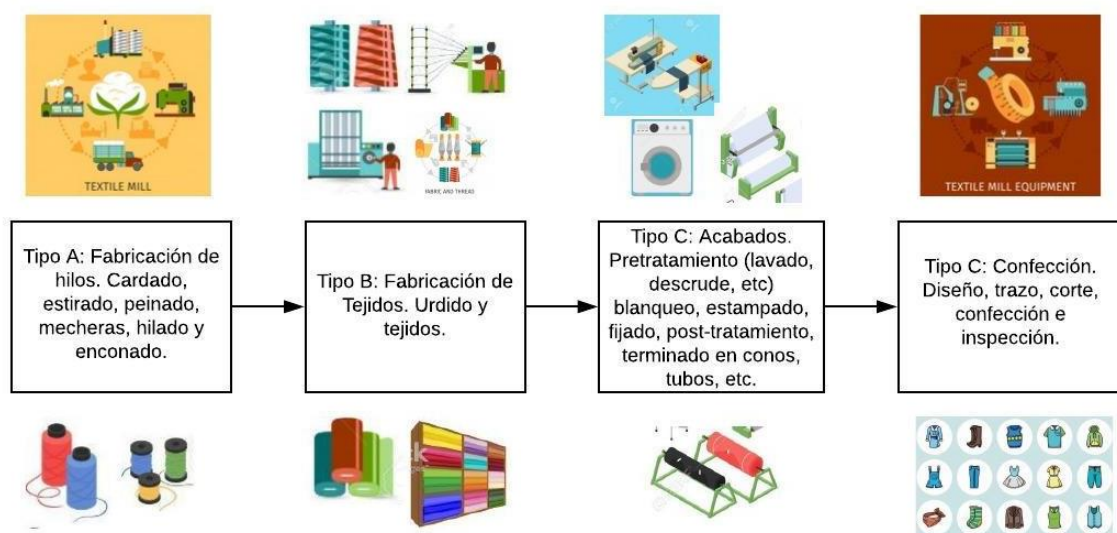 TEXTILE MILL
FABRIC AND THREAD
TEXTILE MILL EQUIPMENT
Tipo A: Fabricación de
hilos. Cardado,
estirado, peinado,
mecheras, hilado y
enconado.
Tipo B: Fabricación de
Tejidos. Urdido y
tejidos.
Tipo C: Acabados.
Pretratamiento (lavado,
descrude, etc)
blanqueo, estampado,
fijado, post-tratamiento,
terminado en conos,
tubos, etc.
Tipo C: Confección.
Diseño, trazo, corte,
confección e
inspección.